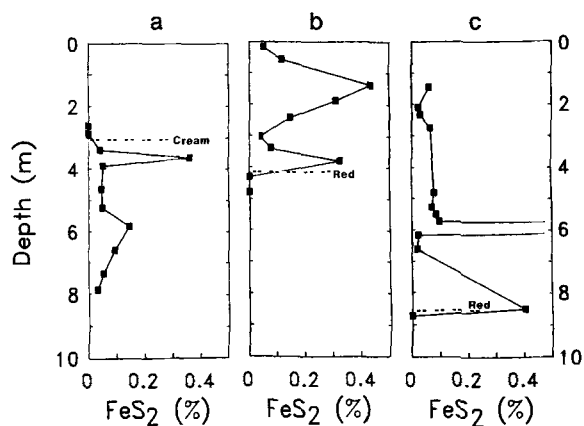 a b c
0 0
2 2
Cream
4 4
Red
6 6
8 8
Red
10 10
Depth (m)
0 0.2 0.4 0 0.2 0.4 0 0.2 0.4
FeS₂ (%) FeS₂ (%) FeS₂ (%)